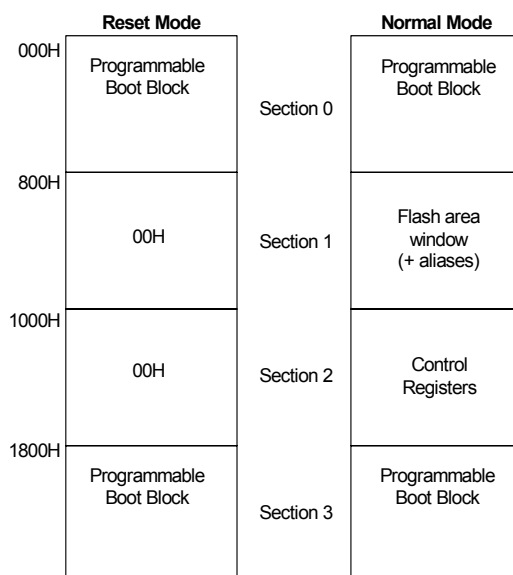 Reset Mode
Normal Mode
000H
Programmable
Boot Block
Section 0
Programmable
Boot Block
800H
00H
Section 1
Flash area
window
(+ aliases)
1000H
00H
Section 2
Control
Registers
1800H
Programmable
Boot Block
Section 3
Programmable
Boot Block